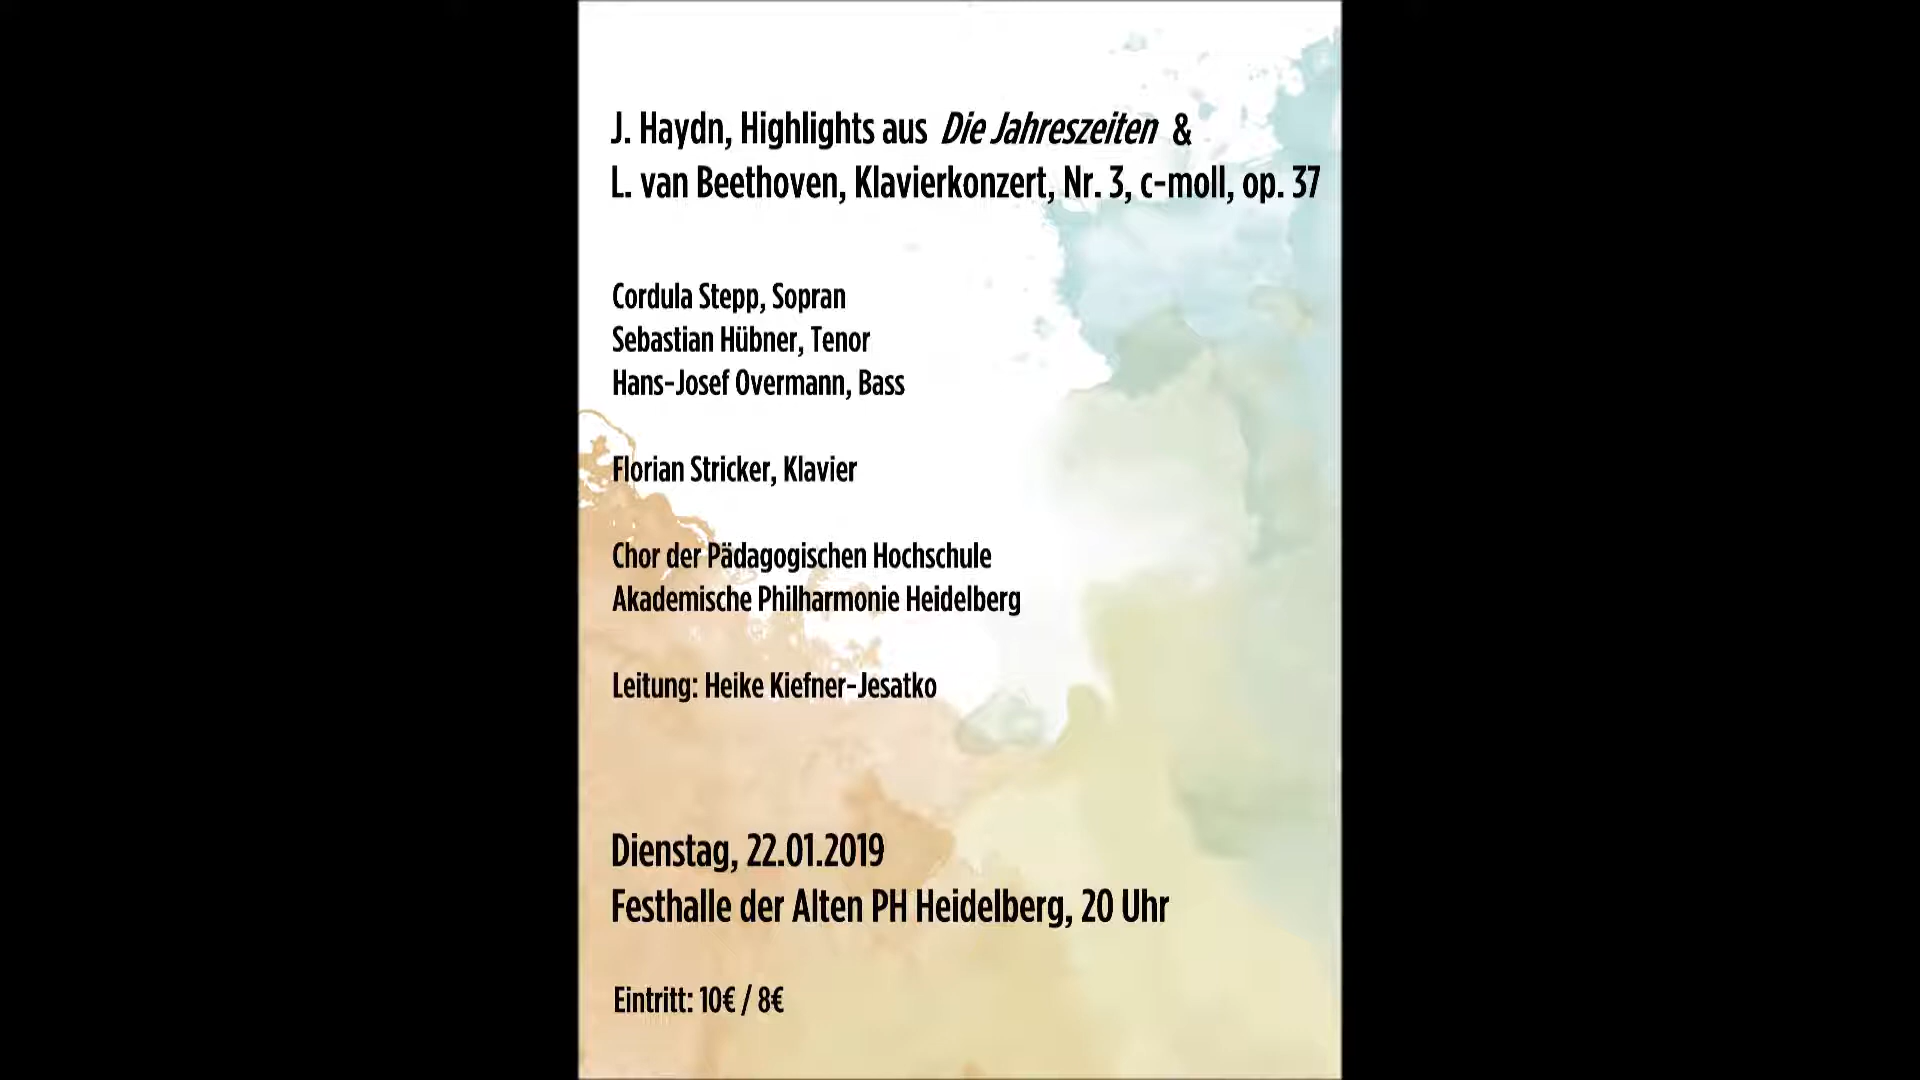 J. Haydn, Highlights aus Die Jahreszeiten &
L. van Beethoven, Klavierkonzert, Nr. 3, c-moll, op. 37
Cordula Stepp, Sopran
Sebastian Hübner, Tenor
Hans-Josef Overmann, Bass
Florian Stricker, Klavier
Chor der Pädagogischen Hochschule
Akademische Philharmonie Heidelberg
Leitung: Heike Kiefner-Jesatko
Dienstag, 22.01.2019
Festhalle der Alten PH Heidelberg, 20 Uhr
Eintritt: 10€ / 8€